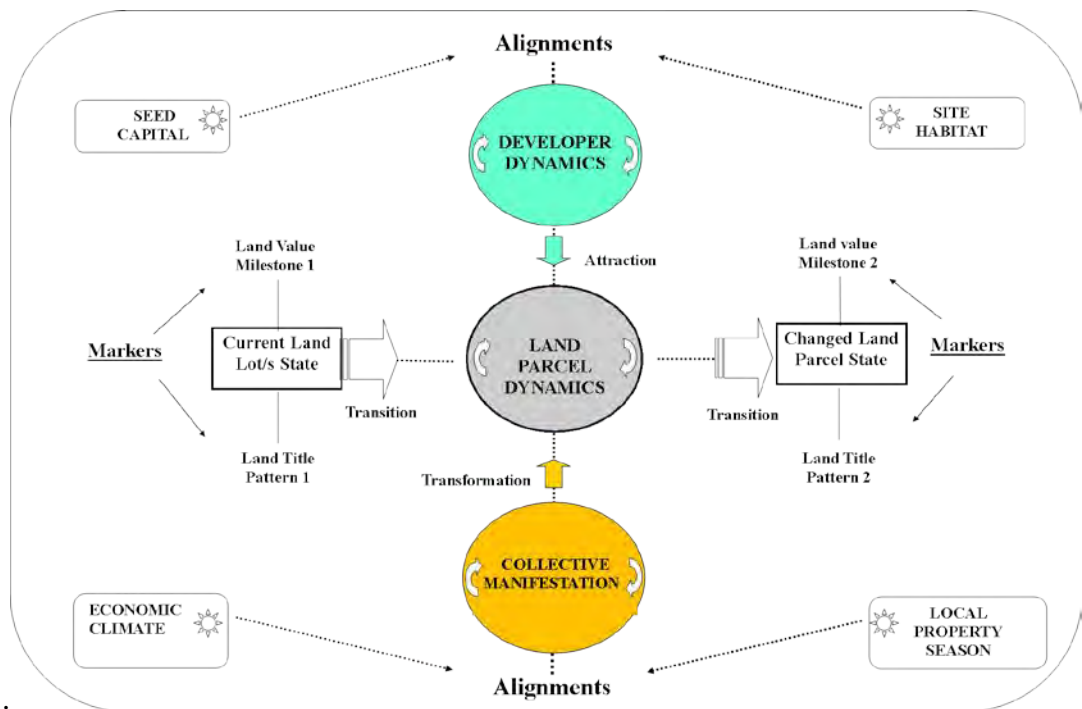 Alignments
SEED
CAPITAL
SITE
HABITAT
DEVELOPER
DYNAMICS
Land Value
Milestone 1
Attraction
Land value
Milestone 2
Markers
Current Land
Lot/s State
LAND
PARCEL
DYNAMICS
Changed Land
Parcel State
Markers
Transition
Transition
Land Title
Pattern 1
Transformation
Land Title
Pattern 2
COLLECTIVE
MANIFESTATION
ECONOMIC
CLIMATE
LOCAL
PROPERTY
SEASON
Alignments